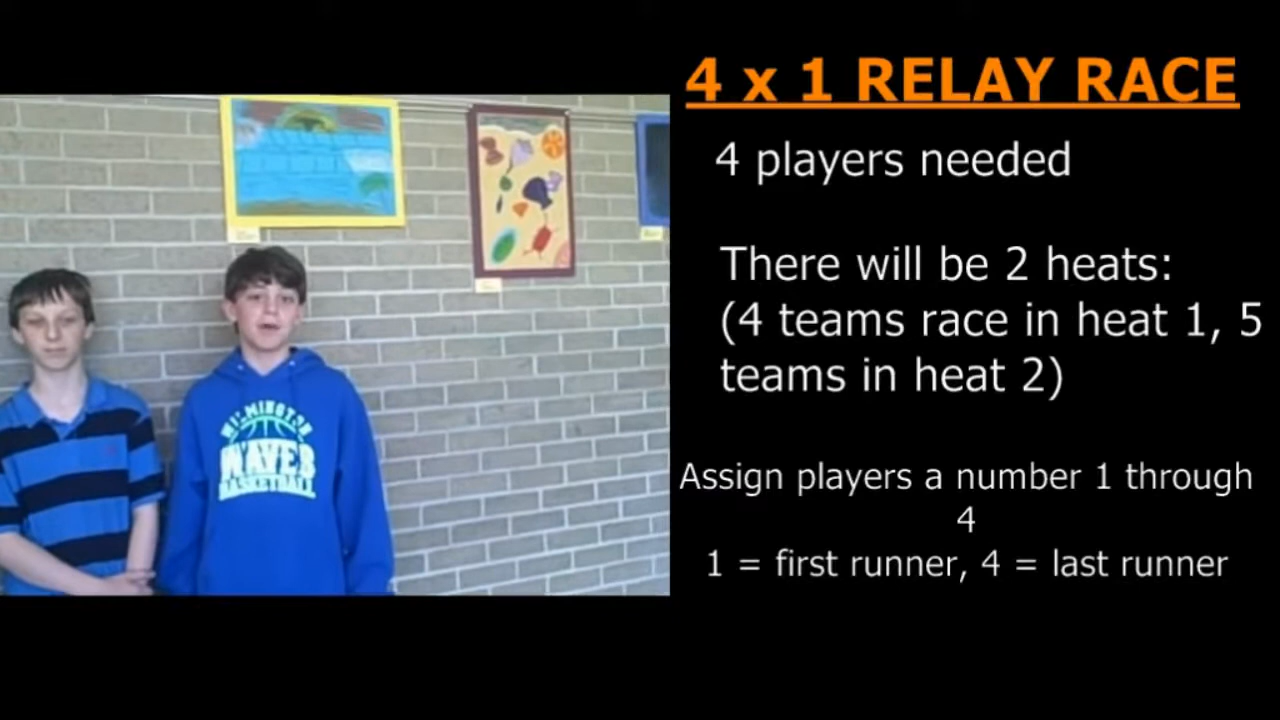 4 x 1 RELAY RACE
4 players needed
There will be 2 heats:
(4 teams race in heat 1, 5
teams in heat 2)
Assign players a number 1 through
4
1 = first runner, 4 = last runner
WILMINGTON
WAVES
BASKETBALL